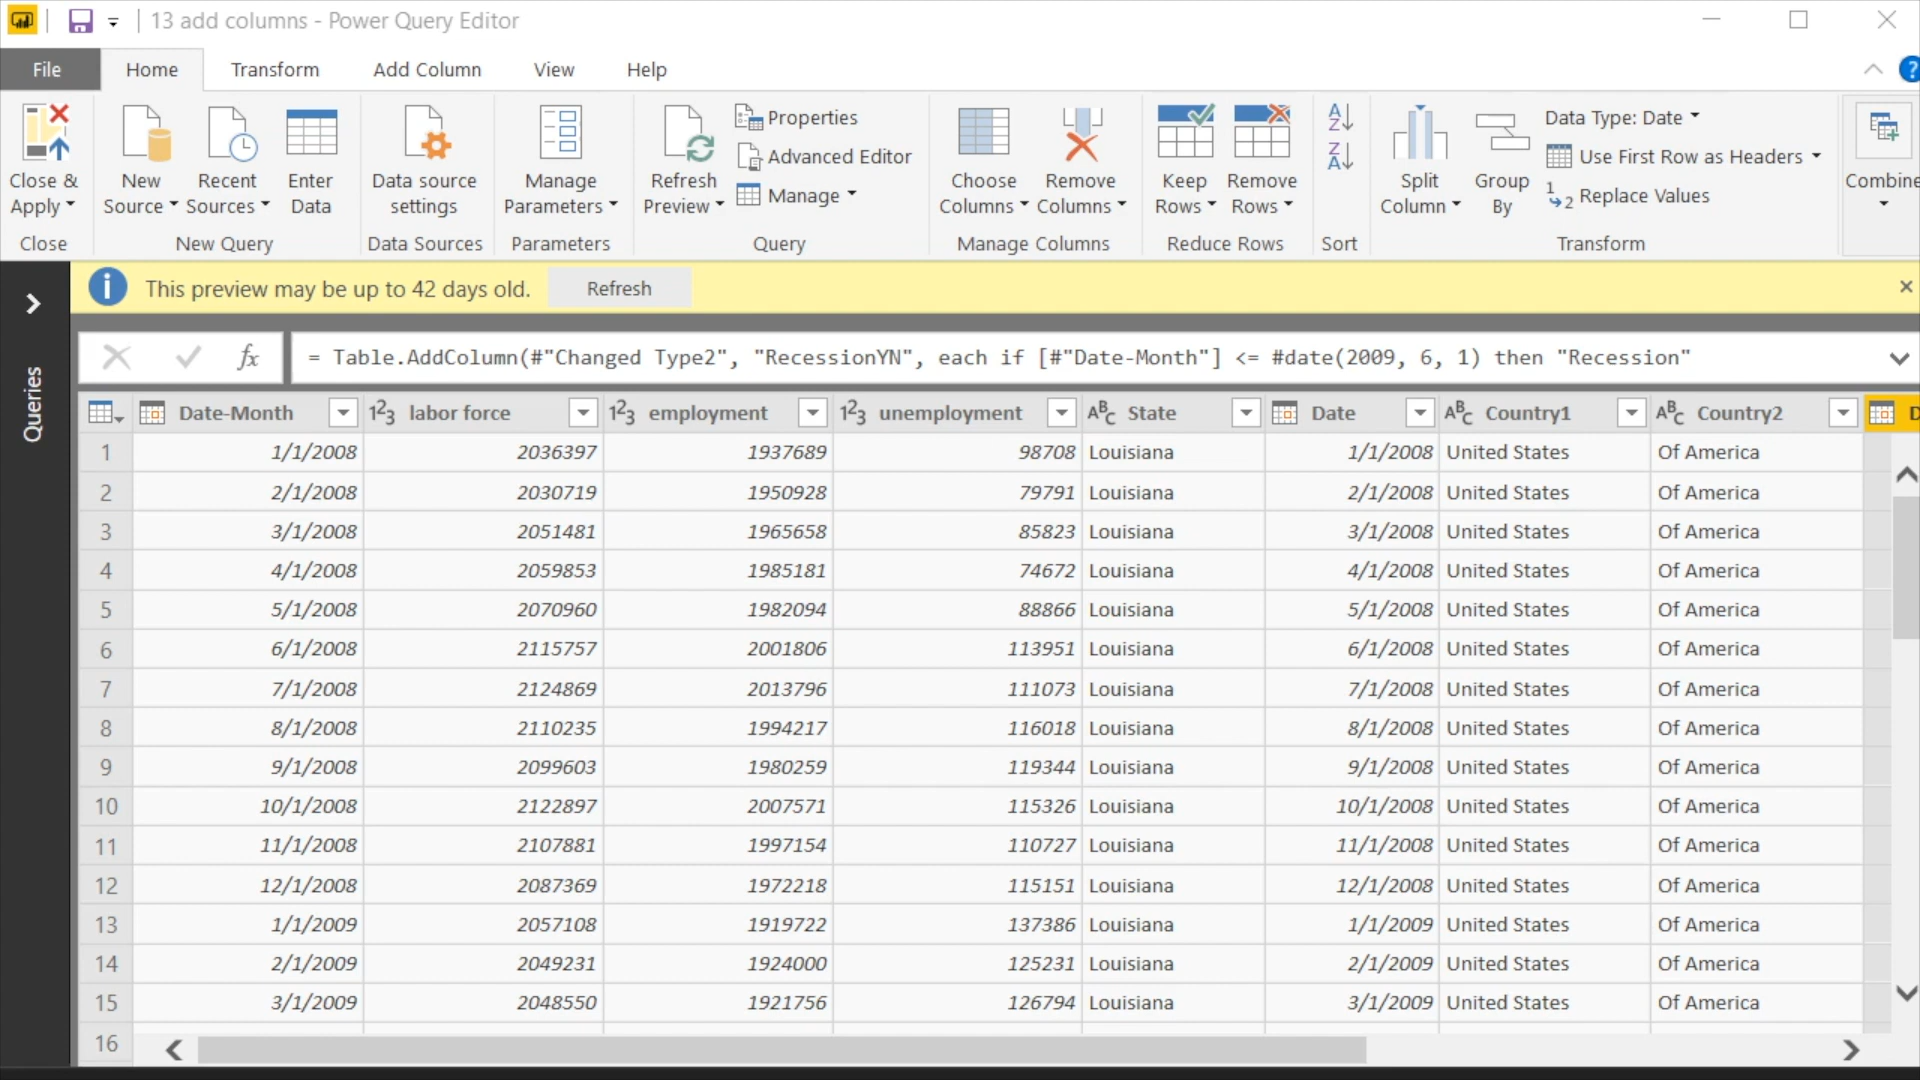 13 add columns - Power Query Editor
File Home Transform Add Column View Help
Close & Apply
New Source
Recent Sources
Enter Data
Data source settings
Manage Parameters
Refresh Preview
Properties
Advanced Editor
Manage
Choose Columns
Remove Columns
Keep Rows
Remove Rows
Split Column
Group By
Data Type: Date
Use First Row as Headers
Replace Values
Combine
Close New Query Data Sources Parameters Query Manage Columns Reduce Rows Sort Transform
This preview may be up to 42 days old. Refresh
Queries
fx = Table.AddColumn(#"Changed Type2", "RecessionYN", each if [#"Date-Month"] <= #date(2009, 6, 1) then "Recession"
Date-Month 123 labor force 123 employment 123 unemployment ABC State Date ABC Country1 ABC Country2
1 1/1/2008 2036397 1937689 98708 Louisiana 1/1/2008 United States Of America
2 2/1/2008 2030719 1950928 79791 Louisiana 2/1/2008 United States Of America
3 3/1/2008 2051481 1965658 85823 Louisiana 3/1/2008 United States Of America
4 4/1/2008 2059853 1985181 74672 Louisiana 4/1/2008 United States Of America
5 5/1/2008 2070960 1982094 88866 Louisiana 5/1/2008 United States Of America
6 6/1/2008 2115757 2001806 113951 Louisiana 6/1/2008 United States Of America
7 7/1/2008 2124869 2013796 111073 Louisiana 7/1/2008 United States Of America
8 8/1/2008 2110235 1994217 116018 Louisiana 8/1/2008 United States Of America
9 9/1/2008 2099603 1980259 119344 Louisiana 9/1/2008 United States Of America
10 10/1/2008 2122897 2007571 115326 Louisiana 10/1/2008 United States Of America
11 11/1/2008 2107881 1997154 110727 Louisiana 11/1/2008 United States Of America
12 12/1/2008 2087369 1972218 115151 Louisiana 12/1/2008 United States Of America
13 1/1/2009 2057108 1919722 137386 Louisiana 1/1/2009 United States Of America
14 2/1/2009 2049231 1924000 125231 Louisiana 2/1/2009 United States Of America
15 3/1/2009 2048550 1921756 126794 Louisiana 3/1/2009 United States Of America
16